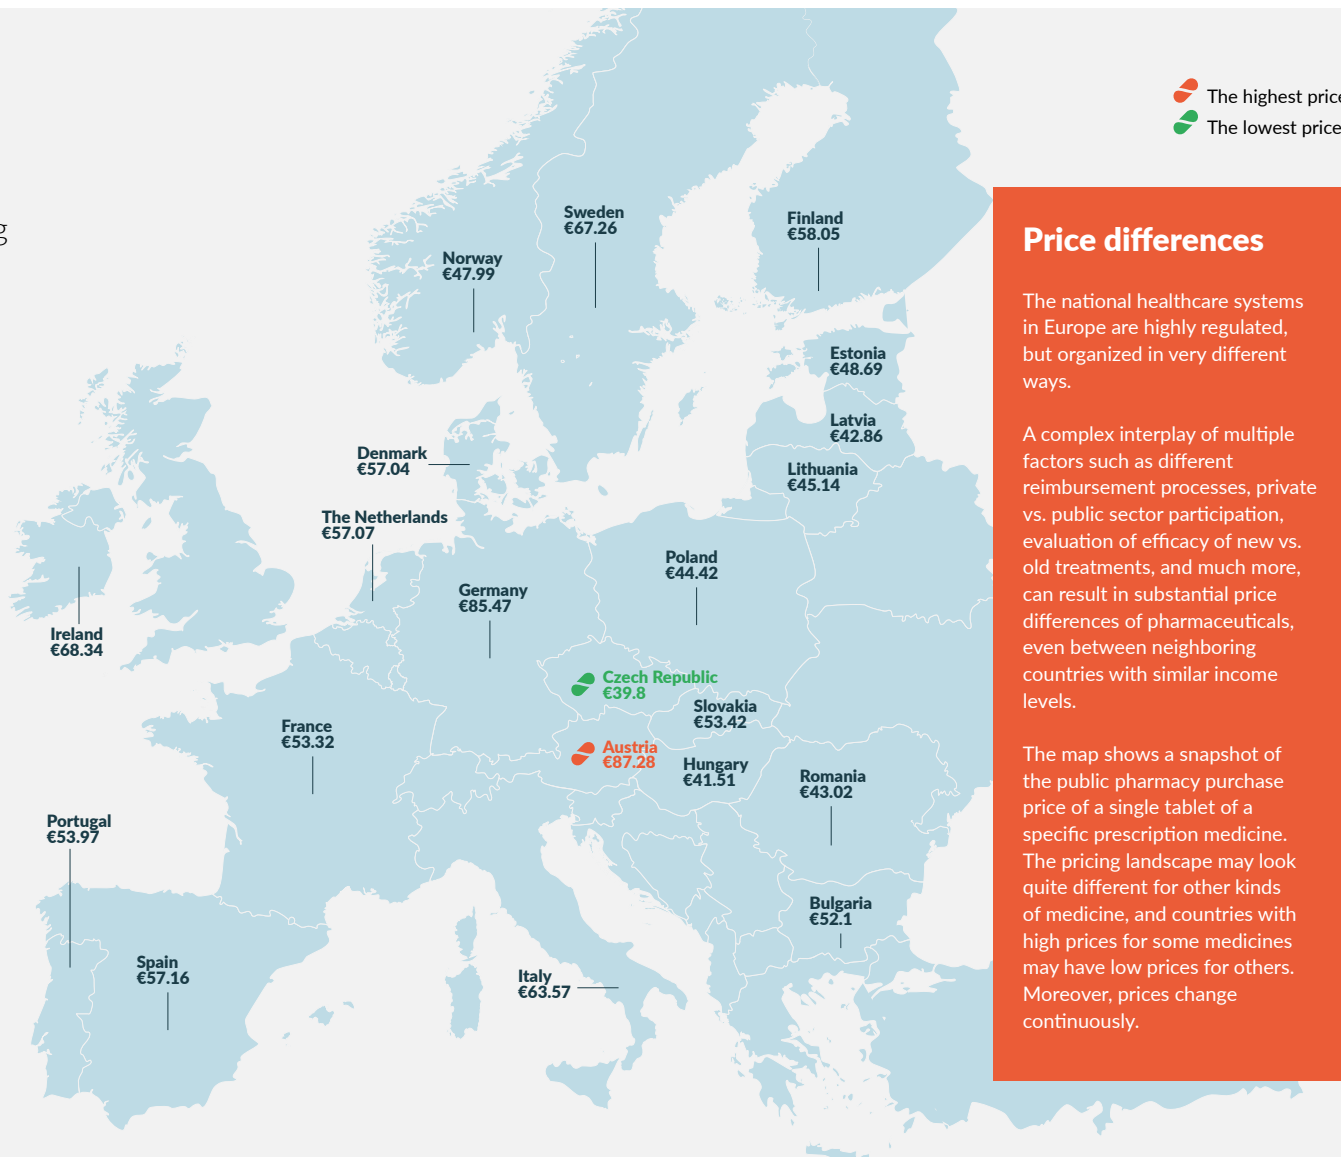 The highest price
The lowest price
g
Sweden
€67.26
Finland
€58.05
Norway
€47.99
Estonia
€48.69
Latvia
€42.86
Denmark
€57.04
Lithuania
€45.14
The Netherlands
€57.07
Poland
€44.42
Germany
€85.47
Ireland
€68.34
Czech Republic
€39.8
Slovakia
€53.42
France
€53.32
Austria
€87.28
Hungary
€41.51
Romania
€43.02
Portugal
€53.97
Bulgaria
€52.1
Spain
€57.16
Italy
€63.57
Price differences
The national healthcare systems
in Europe are highly regulated,
but organized in very different
ways.
A complex interplay of multiple
factors such as different
reimbursement processes, private
vs. public sector participation,
evaluation of efficacy of new vs.
old treatments, and much more,
can result in substantial price
differences of pharmaceuticals,
even between neighboring
countries with similar income
levels.
The map shows a snapshot of
the public pharmacy purchase
price of a single tablet of a
specific prescription medicine.
The pricing landscape may look
quite different for other kinds
of medicine, and countries with
high prices for some medicines
may have low prices for others.
Moreover, prices change
continuously.